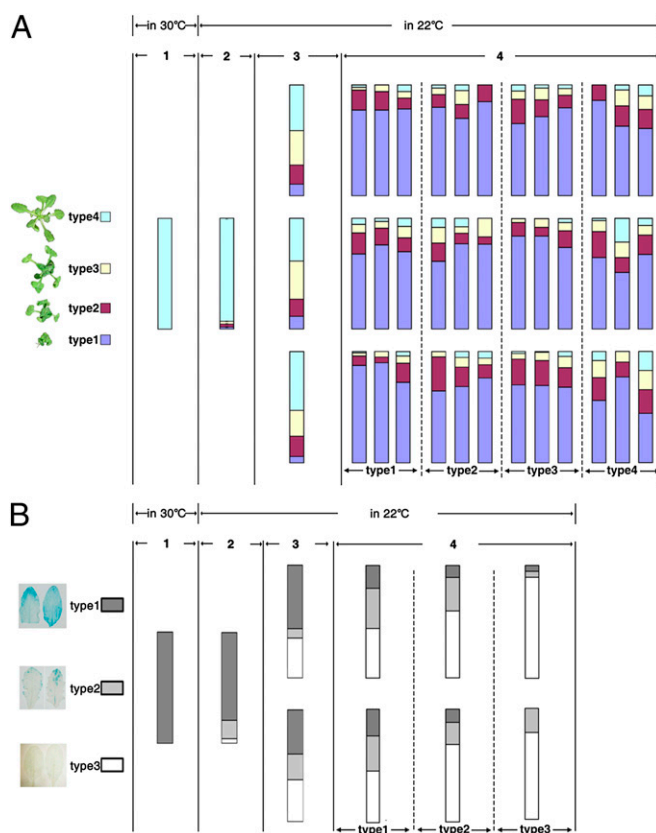 A
in 30℃ in 22℃
1 2 3 4
type4
type3
type2
type1
type1 type2 type3 type4
B
in 30℃ in 22℃
1 2 3 4
type1
type2
type3
type1 type2 type3